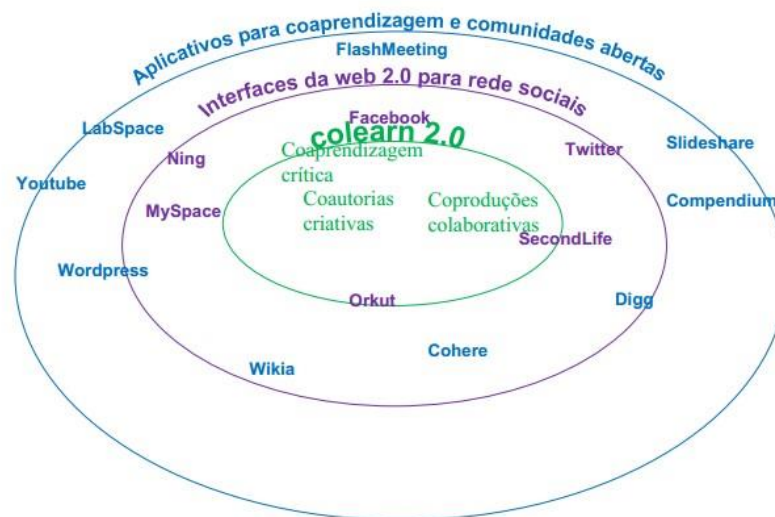 Aplicativos para coaprendizagem e comunidades abertas
FlashMeeting
Interfaces da web 2.0 para rede sociais
Facebook
colearn 2.0
LabSpace
Ning
Twitter
Slideshare
Coaprendizagem
crítica
Youtube
MySpace
Coautorias
criativas
Coproduções
colaborativas
Compendium
SecondLife
Wordpress
Orkut
Digg
Cohere
Wikia